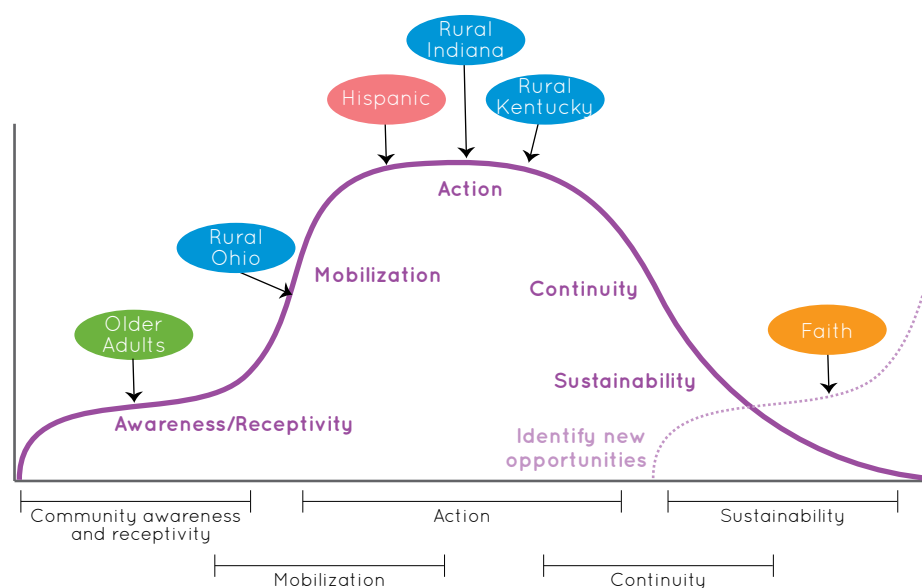 Rural
Indiana
Hispanic
Rural
Kentucky
Action
Rural
Ohio
Mobilization
Continuity
Older
Adults
Faith
Sustainability
Awareness/Receptivity
Identify new
opportunities
Community awareness
and receptivity
Action
Sustainability
Mobilization
Continuity